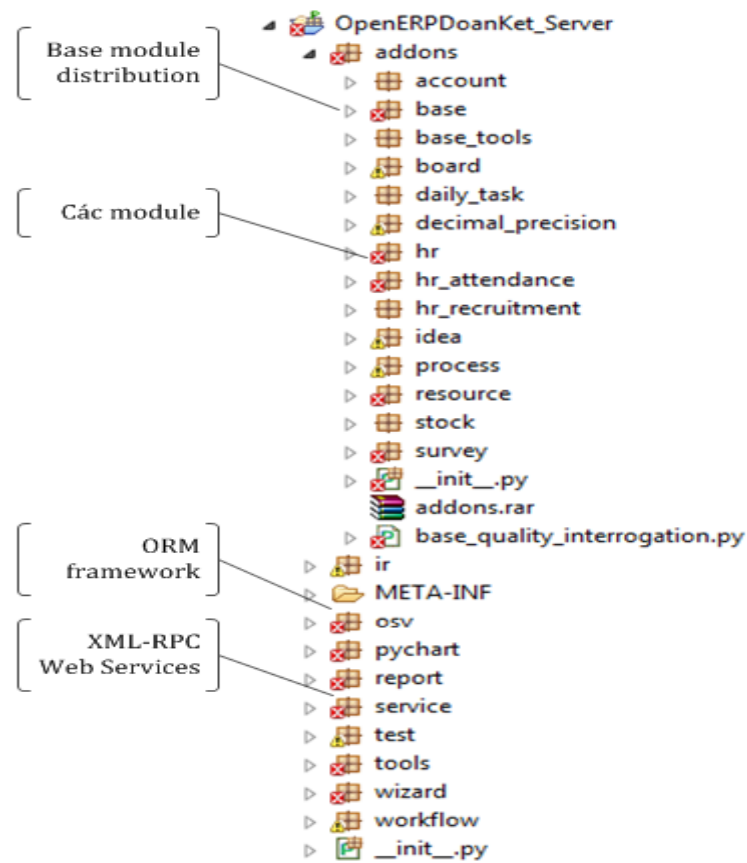 OpenERPDoanKet_Server
Base module
distribution
addons
account
base
base_tools
board
daily_task
Các module
decimal_precision
hr
hr_attendance
hr_recruitment
idea
process
resource
stock
survey
__init__.py
addons.rar
base_quality_interrogation.py
ORM
framework
ir
META-INF
osv
XML-RPC
Web Services
pychart
report
service
test
tools
wizard
workflow
__init__.py